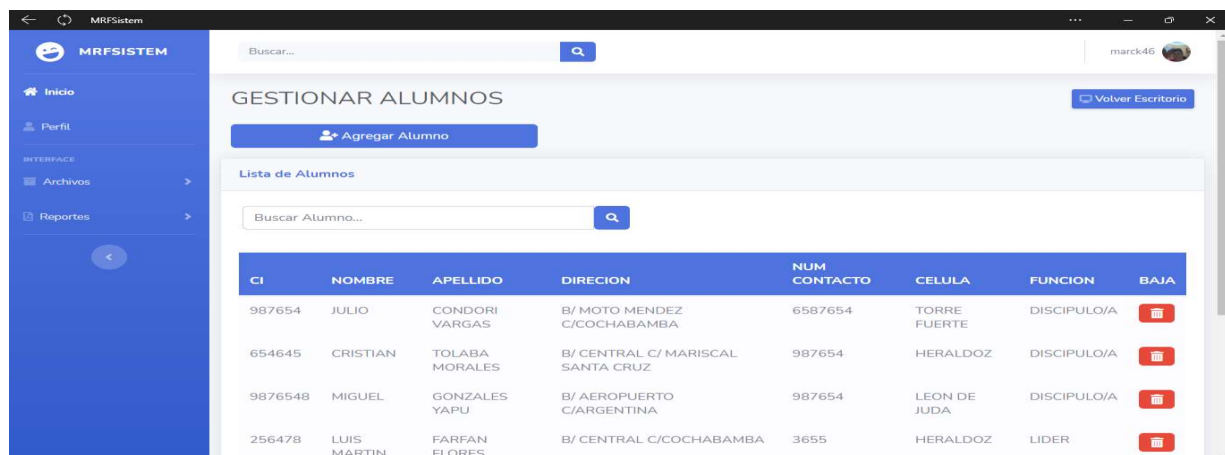 MRFSistem
MRFSISTEM
Buscar...
marck46
Inicio
Perfil
INTERFACE
Archivos
Reportes
GESTIONAR ALUMNOS
Volver Escritorio
Agregar Alumno
Lista de Alumnos
Buscar Alumno...
CI NOMBRE APELLIDO DIRECION NUM CONTACTO CELULA FUNCION BAJA
987654 JULIO CONDORI B/ MOTO MENDEZ 6587654 TORRE DISCIPULO/A
VARGAS C/COCHABAMBA FUERTE
654645 CRISTIAN TOLABA B/ CENTRAL C/ MARISCAL 987654 HERALDOZ DISCIPULO/A
MORALES SANTA CRUZ
9876548 MIGUEL GONZALES B/ AEROPUERTO 987654 LEON DE DISCIPULO/A
YAPU C/ARGENTINA JUDA
256478 LUIS FARFAN B/ CENTRAL C/COCHABAMBA 3655 HERALDOZ LIDER
MARTIN FLORES